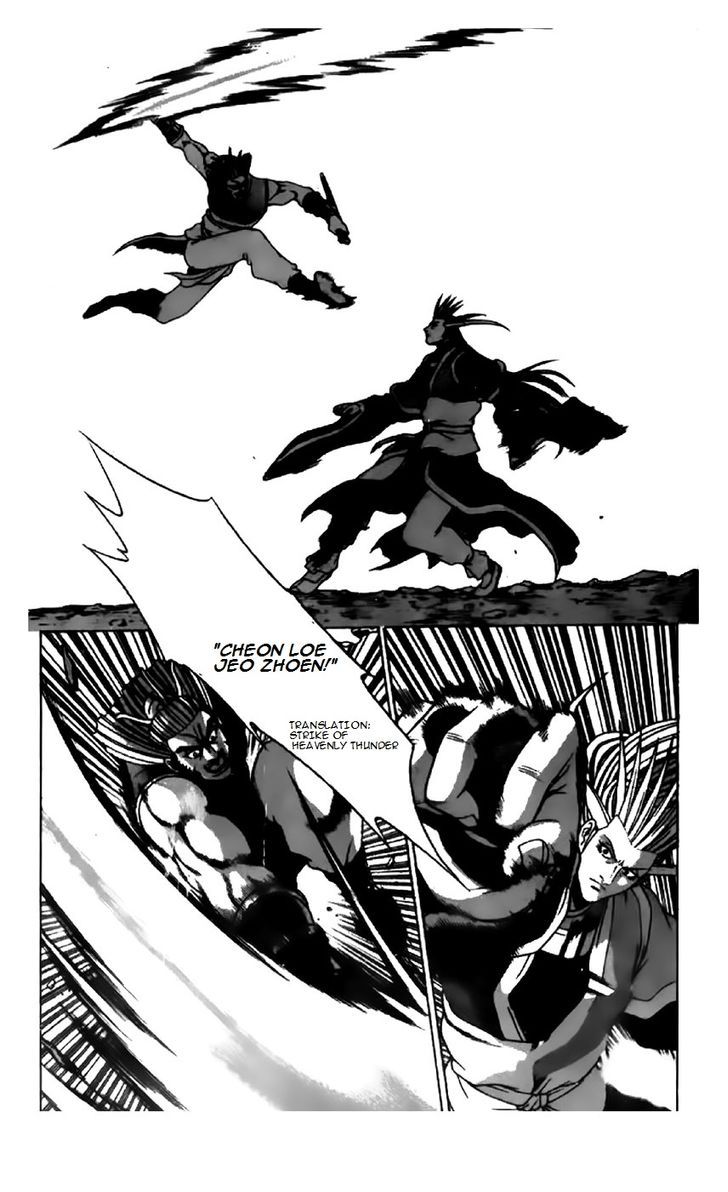 "CHEON LOE
JEO ZHOEN!"
TRANSLATION:
STRIKE OF
HEAVENLY THUNDER